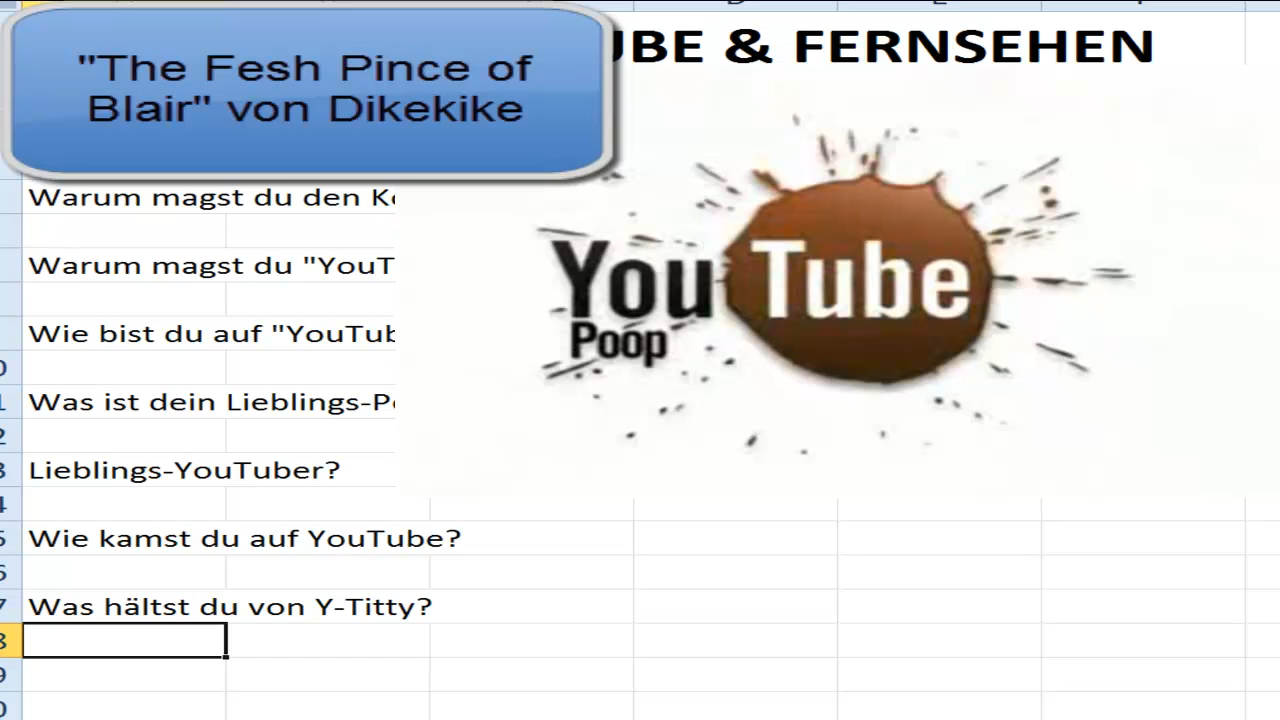 "The Fesh Pince of
Blair" von Dikekike
UBE & FERNSEHEN
Warum magst du den
Warum magst du "YouT
Wie bist du auf "YouTub
Was ist dein Lieblings-P
Lieblings-YouTuber?
Wie kamst du auf YouTube?
Was hältst du von Y-Titty?
You Tube
Poop